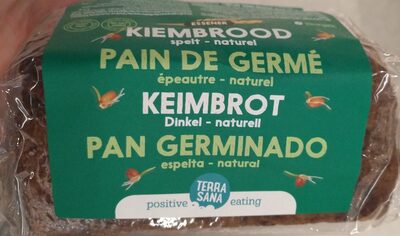 ESSENER
KIEMBROOD
spelt - naturel
PAIN DE GERMÉ
épeautre - naturel
KEIMBROT
Dinkel - naturell
PAN GERMINADO
espelta - natural
TERRA
SANA
positive eating